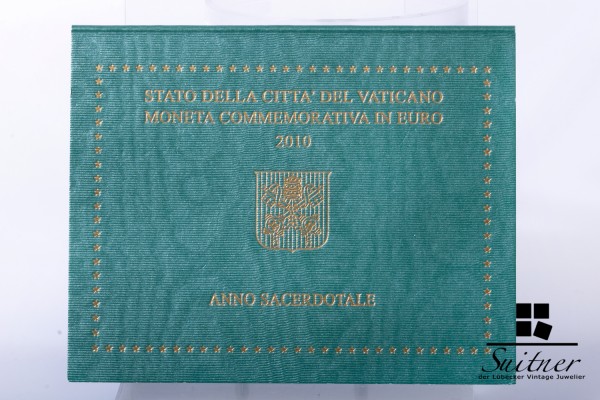 STATO DELLA CITTA' DEL VATICANO
MONETA COMMEMORATIVA IN EURO
2010
ANNO SACERDOTALE
Suitner
der Lübecker Vintage Juwelier